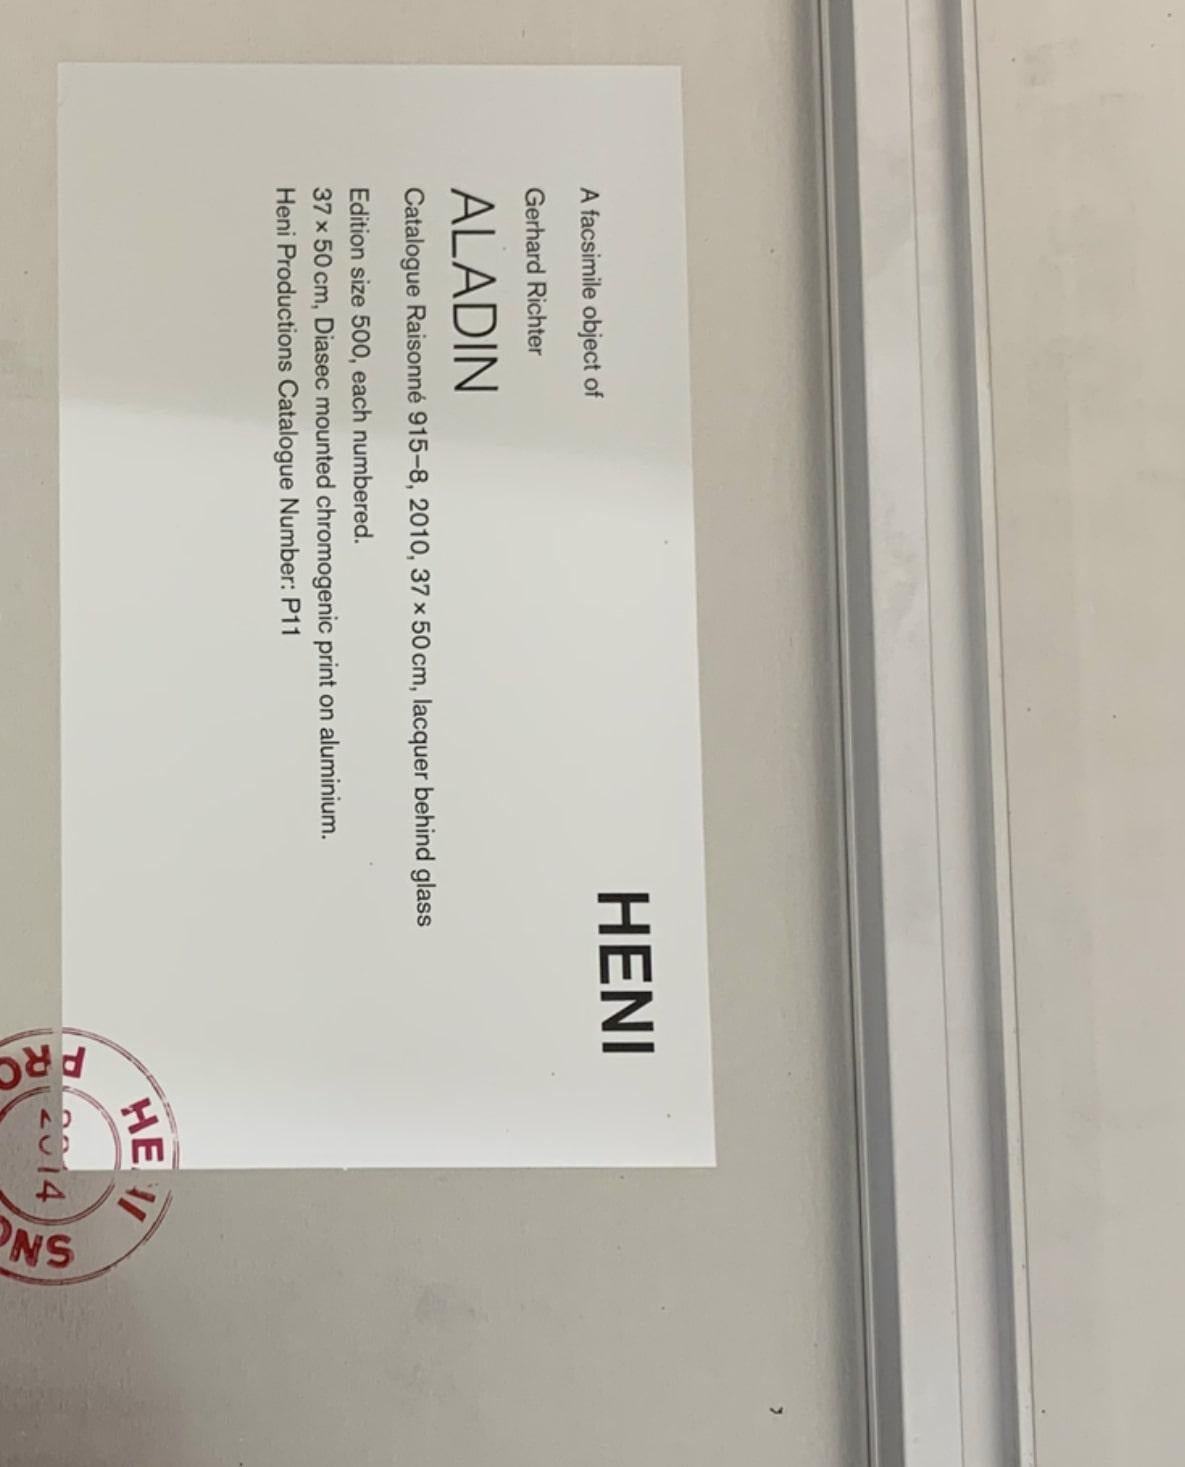 HENI
A facsimile object of
Gerhard Richter
ALADIN
Catalogue Raisonné 915–8, 2010, 37 × 50 cm, lacquer behind glass
Edition size 500, each numbered.
37 × 50 cm, Diasec mounted chromogenic print on aluminium.
Heni Productions Catalogue Number: P11
HENI
2014